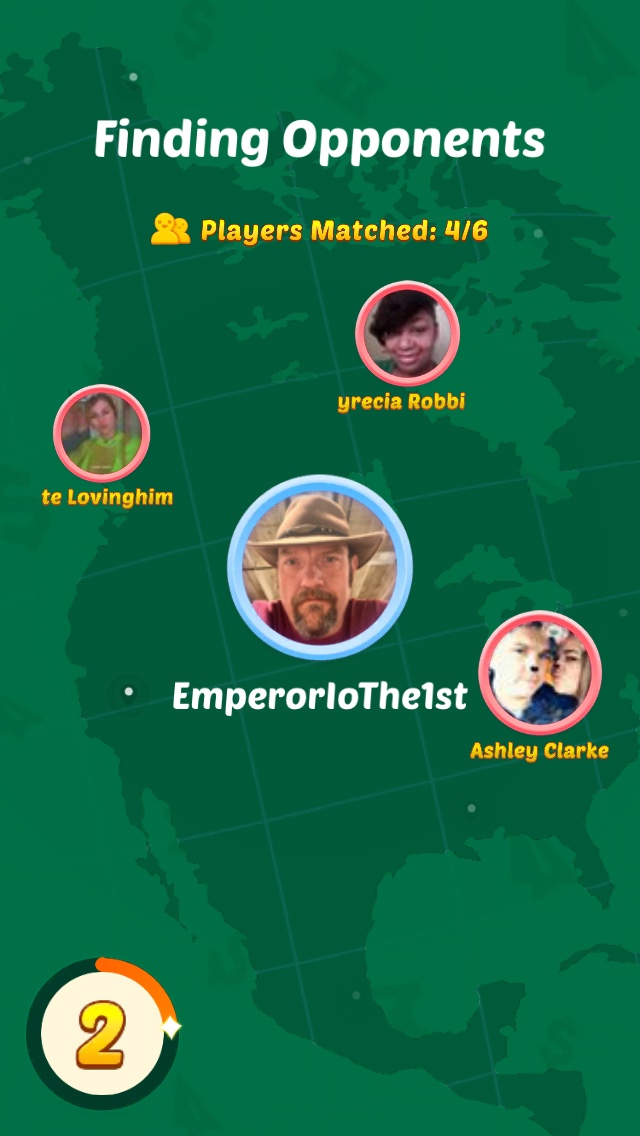 Finding Opponents
Players Matched: 4/6
yrecia Robbi
te Lovinghim
EmperorIoThe1st
Ashley Clarke
2